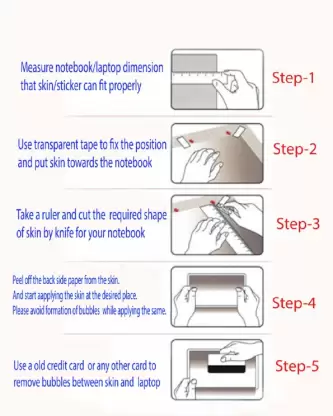 Measure notebook/laptop dimension
that skin/sticker can fit properly
Step-1
Use transparent tape to fix the position
and put skin towards the notebook
Step-2
Take a ruler and cut the required shape
of skin by knife for your notebook
Step-3
Peel off the back side paper from the skin.
And start aapplying the skin at the desired place.
Please avoid formation of bubbles while applying the same.
Step-4
Use a old credit card or any other card to
remove bubbles between skin and laptop
Step-5